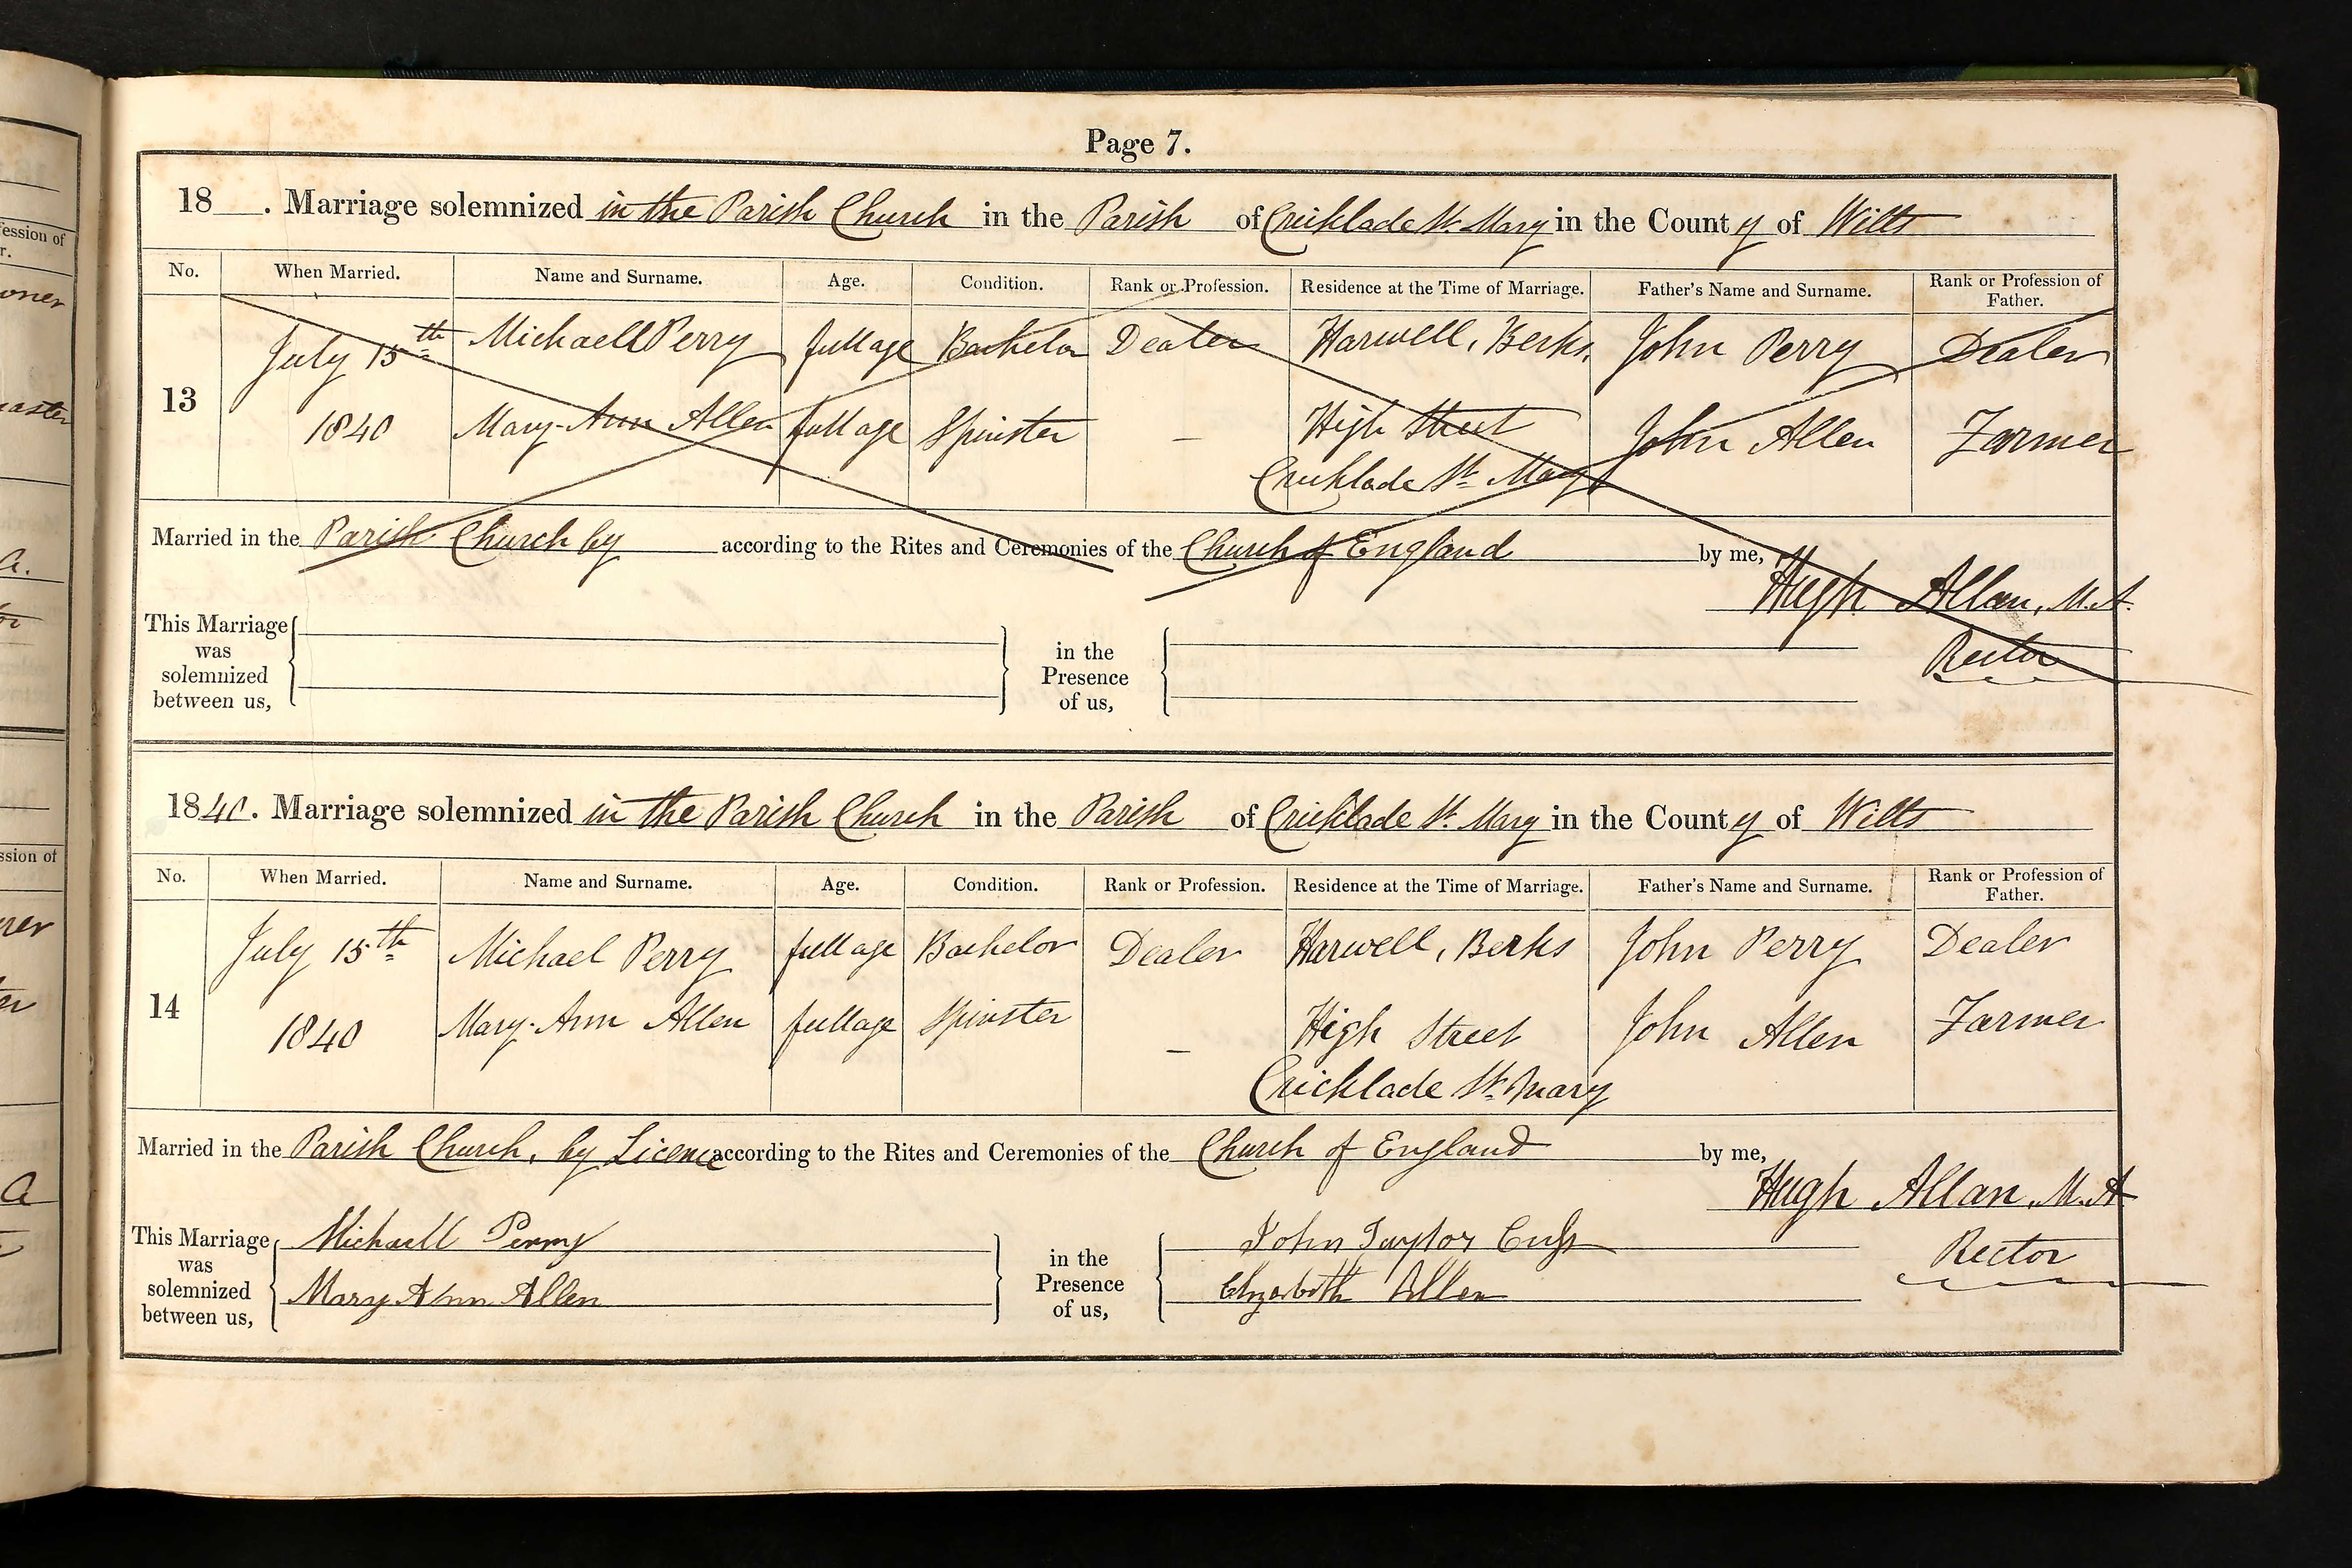 Page 7.
18 . Marriage solemnized in the Parish Church in the Parish of Cricklade St. Mary in the County of Wilts
No. When Married. Name and Surname. Age. Condition. Rank or Profession. Residence at the Time of Marriage. Father's Name and Surname. Rank or Profession of Father.
13 July 15th Michaell Perry full age Bachelor Dealer Harwell, Berks, John Perry Dealer
1840 Mary-Ann Allen full age Spinster — High Street John Allen Farmer
Cricklade St. Mary
Married in the Parish Church by according to the Rites and Ceremonies of the Church of England by me,
Hugh Allan, M.A.
Rector
This Marriage was solemnized between us,
in the Presence of us,
1840. Marriage solemnized in the Parish Church in the Parish of Cricklade St. Mary in the County of Wilts
No. When Married. Name and Surname. Age. Condition. Rank or Profession. Residence at the Time of Marriage. Father's Name and Surname. Rank or Profession of Father.
14 July 15th Michael Perry full age Bachelor Dealer Harwell, Berks John Perry Dealer
1840 Mary-Ann Allen full age Spinster — High Street John Allen Farmer
Cricklade St. Mary
Married in the Parish Church, by Licence according to the Rites and Ceremonies of the Church of England by me,
Hugh Allan, M.A.
Rector
This Marriage was solemnized between us,
Michaell Perry
Mary Ann Allen
in the Presence of us,
John Taylor Cuss
Elizabeth Allen